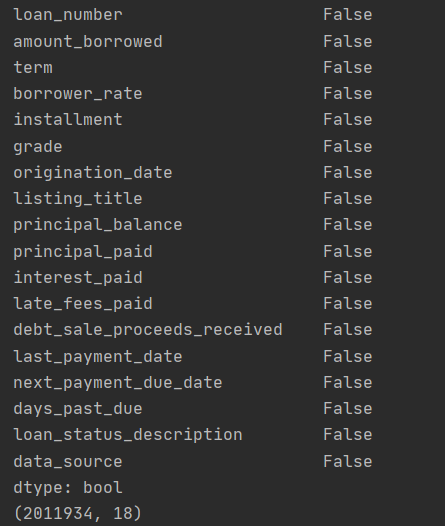 loan_number False
amount_borrowed False
term False
borrower_rate False
installment False
grade False
origination_date False
listing_title False
principal_balance False
principal_paid False
interest_paid False
late_fees_paid False
debt_sale_proceeds_received False
last_payment_date False
next_payment_due_date False
days_past_due False
loan_status_description False
data_source False
dtype: bool
(2011934, 18)